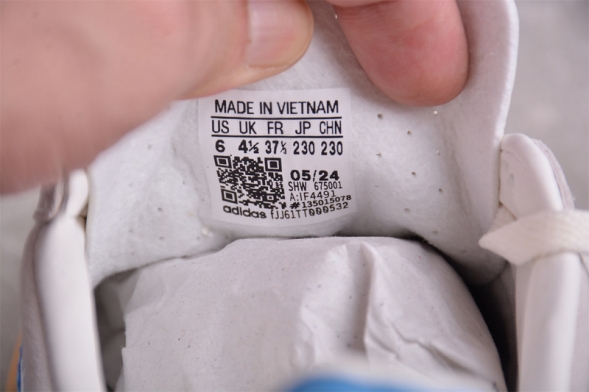 MADE IN VIETNAM
US UK FR JP CHN
6 4½ 37⅓ 230 230
05/24
SHW 675001
A:IF4491
#135015078
adidas fJJ61TT000532